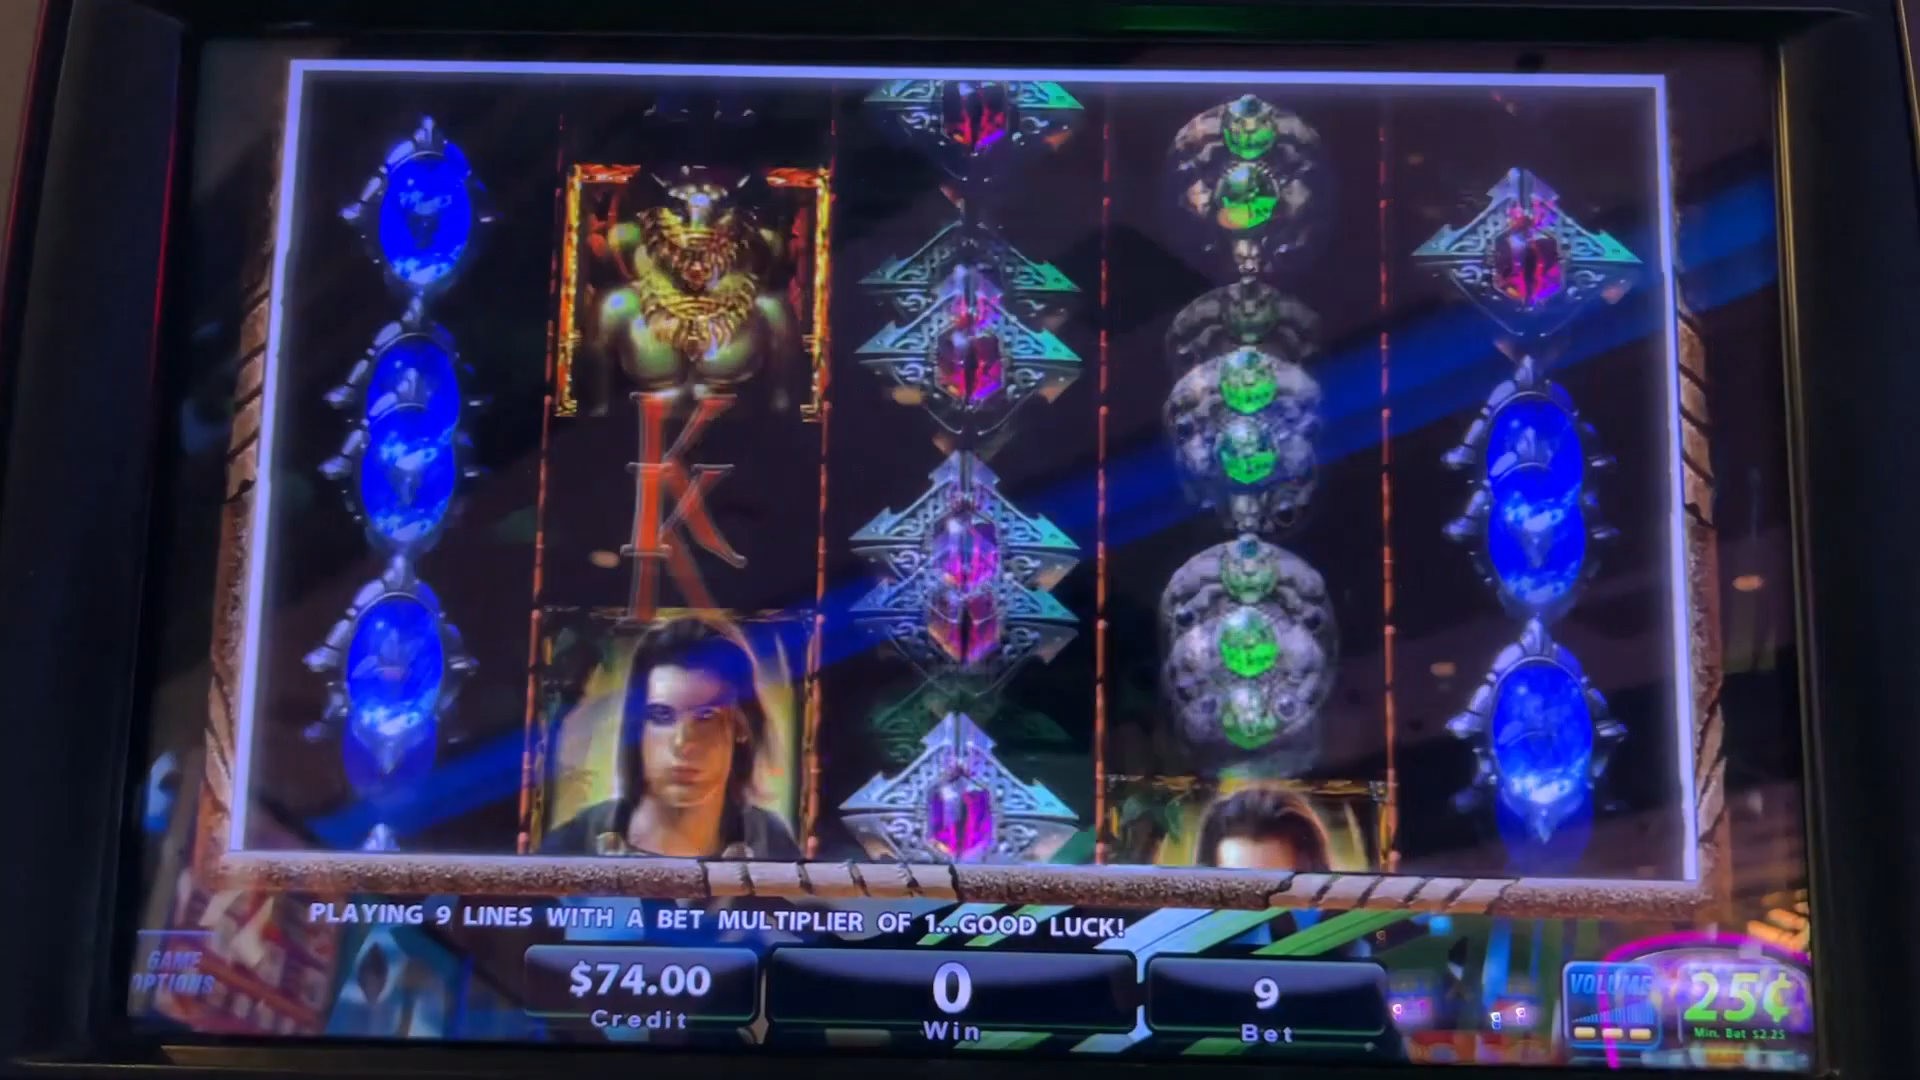 K
K
PLAYING 9 LINES WITH A BET MULTIPLIER OF 1...GOOD LUCK!
GAME
OPTIONS
$74.00
Credit
0
Win
9
Bet
VOLUME
25¢
Min. Bet $2.25